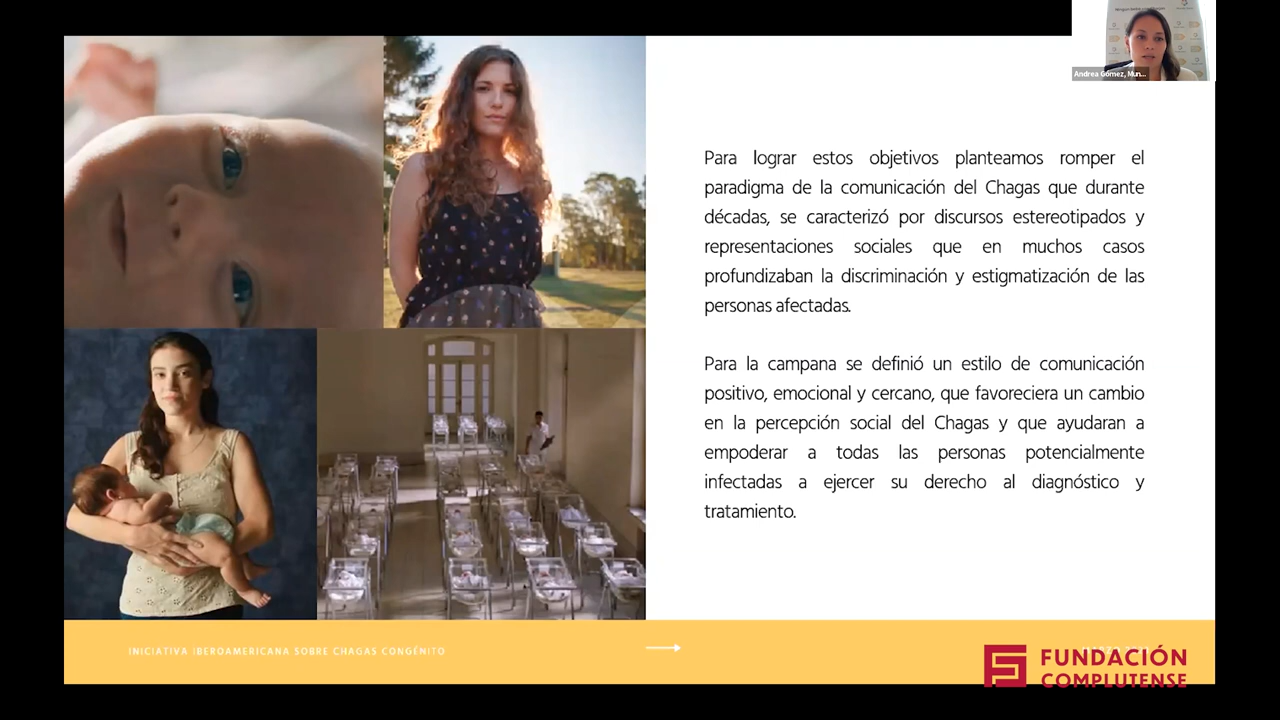 Andrea Gómez, Mun...
Para lograr estos objetivos planteamos romper el
paradigma de la comunicación del Chagas que durante
décadas, se caracterizó por discursos estereotipados y
representaciones sociales que en muchos casos
profundizaban la discriminación y estigmatización de las
personas afectadas.
Para la campana se definió un estilo de comunicación
positivo, emocional y cercano, que favoreciera un cambio
en la percepción social del Chagas y que ayudaran a
empoderar a todas las personas potencialmente
infectadas a ejercer su derecho al diagnóstico y
tratamiento.
INICIATIVA IBEROAMERICANA SOBRE CHAGAS CONGÉNITO
FUNDACIÓN
COMPLUTENSE